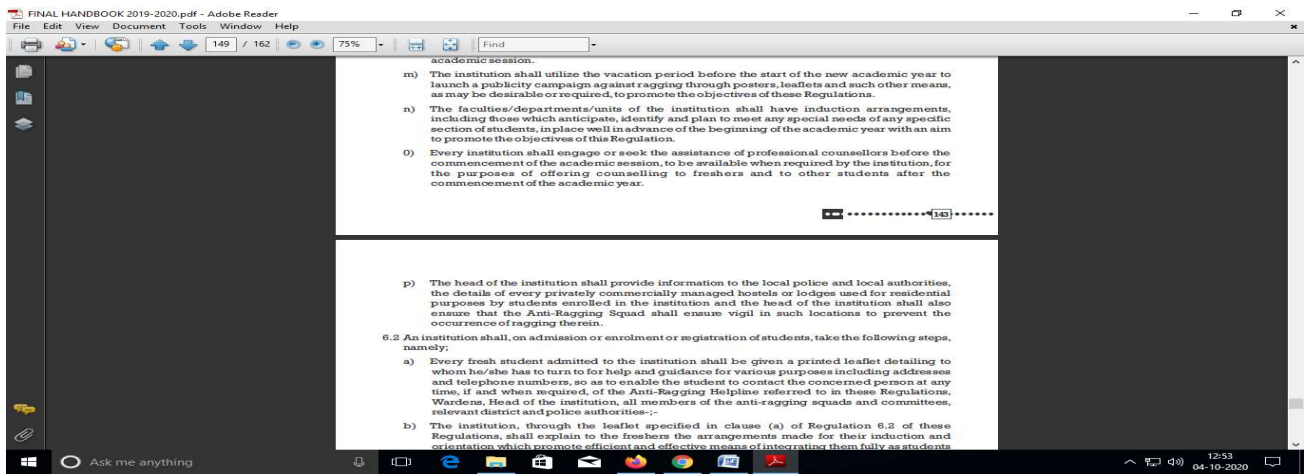 FINAL HANDBOOK 2019-2020.pdf - Adobe Reader
File Edit View Document Tools Window Help
149 / 162 75% Find
academic session.
m) The institution shall utilize the vacation period before the start of the new academic year to
launch a publicity campaign against ragging through posters, leaflets and such other means,
as may be desirable or required, to promote the objectives of these Regulations.
n) The faculties/departments/units of the institution shall have induction arrangements,
including those which anticipate, identify and plan to meet any special needs of any specific
section of students, in place well in advance of the beginning of the academic year with an aim
to promote the objectives of this Regulation.
0) Every institution shall engage or seek the assistance of professional counsellors before the
commencement of the academic session, to be available when required by the institution, for
the purposes of offering counselling to freshers and to other students after the
commencement of the academic year.
143
p) The head of the institution shall provide information to the local police and local authorities,
the details of every privately commercially managed hostels or lodges used for residential
purposes by students enrolled in the institution and the head of the institution shall also
ensure that the Anti-Ragging Squad shall ensure vigil in such locations to prevent the
occurrence of ragging therein.
6.2 An institution shall, on admission or enrolment or registration of students, take the following steps,
namely;
a) Every fresh student admitted to the institution shall be given a printed leaflet detailing to
whom he/she has to turn to for help and guidance for various purposes including addresses
and telephone numbers, so as to enable the student to contact the concerned person at any
time, if and when required, of the Anti-Ragging Helpline referred to in these Regulations,
Wardens, Head of the institution, all members of the anti-ragging squads and committees,
relevant district and police authorities-;-
b) The institution, through the leaflet specified in clause (a) of Regulation 6.2 of these
Regulations, shall explain to the freshers the arrangements made for their induction and
orientation which promote efficient and effective means of integrating them fully as students
Ask me anything
12:53
04-10-2020